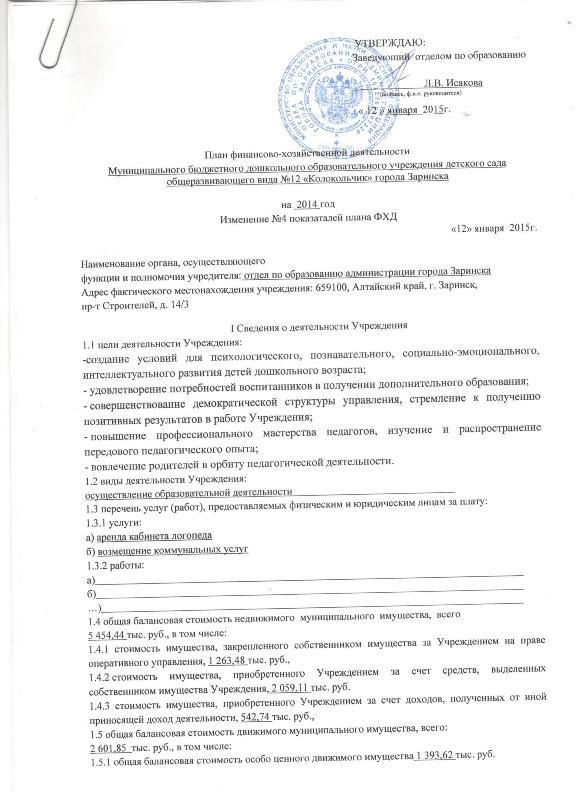 УТВЕРЖДАЮ:
Заведующий отделом по образованию
Л.В. Исакова
(подпись, ф.и.о. руководителя)
« 12 » января 2015г.
План финансово-хозяйственной деятельности
Муниципального бюджетного дошкольного образовательного учреждения детского сада
общеразвивающего вида №12 «Колокольчик» города Заринска
на 2014 год
Изменение №4 показателей плана ФХД
«12» января 2015г.
Наименование органа, осуществляющего
функции и полномочия учредителя: отдел по образованию администрации города Заринска
Адрес фактического местонахождения учреждения: 659100, Алтайский край, г. Заринск,
пр-т Строителей, д. 14/3
I Сведения о деятельности Учреждения
1.1 цели деятельности Учреждения:
-создание условий для психологического, познавательного, социально-эмоционального,
интеллектуального развития детей дошкольного возраста;
- удовлетворение потребностей воспитанников в получении дополнительного образования;
- совершенствование демократической структуры управления, стремление к получению
позитивных результатов в работе Учреждения;
- повышение профессионального мастерства педагогов, изучение и распространение
передового педагогического опыта;
- вовлечение родителей в орбиту педагогической деятельности.
1.2 виды деятельности Учреждения:
осуществление образовательной деятельности
1.3 перечень услуг (работ), предоставляемых физическим и юридическим лицам за плату:
1.3.1 услуги:
а) аренда кабинета логопеда
б) возмещение коммунальных услуг
1.3.2 работы:
а)
б)
…)
1.4 общая балансовая стоимость недвижимого муниципального имущества, всего
5 454,44 тыс. руб., в том числе:
1.4.1 стоимость имущества, закрепленного собственником имущества за Учреждением на праве
оперативного управления, 1 263,48 тыс. руб.,
1.4.2 стоимость имущества, приобретенного Учреждением за счет средств, выделенных
собственником имущества Учреждения, 2 059,11 тыс. руб.
1.4.3 стоимость имущества, приобретенного Учреждением за счет доходов, полученных от иной
приносящей доход деятельности, 542,74 тыс. руб.,
1.5 общая балансовая стоимость движимого муниципального имущества, всего:
2 601,85 тыс. руб., в том числе:
1.5.1 общая балансовая стоимость особо ценного движимого имущества 1 393,62 тыс. руб.